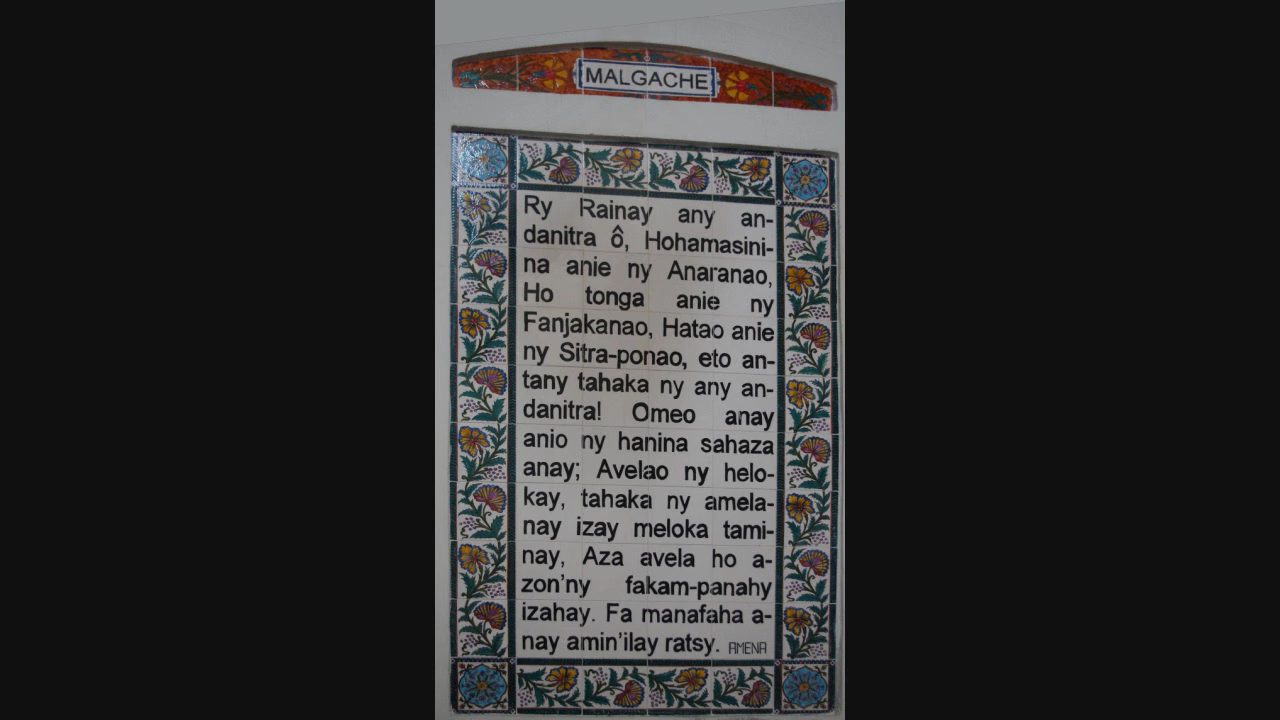 MALGACHE
Ry Rainay any an-
danitra ô, Hohamasini-
na anie ny Anaranao,
Ho tonga anie ny
Fanjakanao, Hatao anie
ny Sitra-ponao, eto an-
tany tahaka ny any an-
danitra! Omeo anay
anio ny hanina sahaza
anay; Avelao ny helo-
kay, tahaka ny amela-
nay izay meloka tami-
nay, Aza avela ho a-
zon'ny fakam-panahy
izahay. Fa manafaha a-
nay amin'ilay ratsy. AMENA